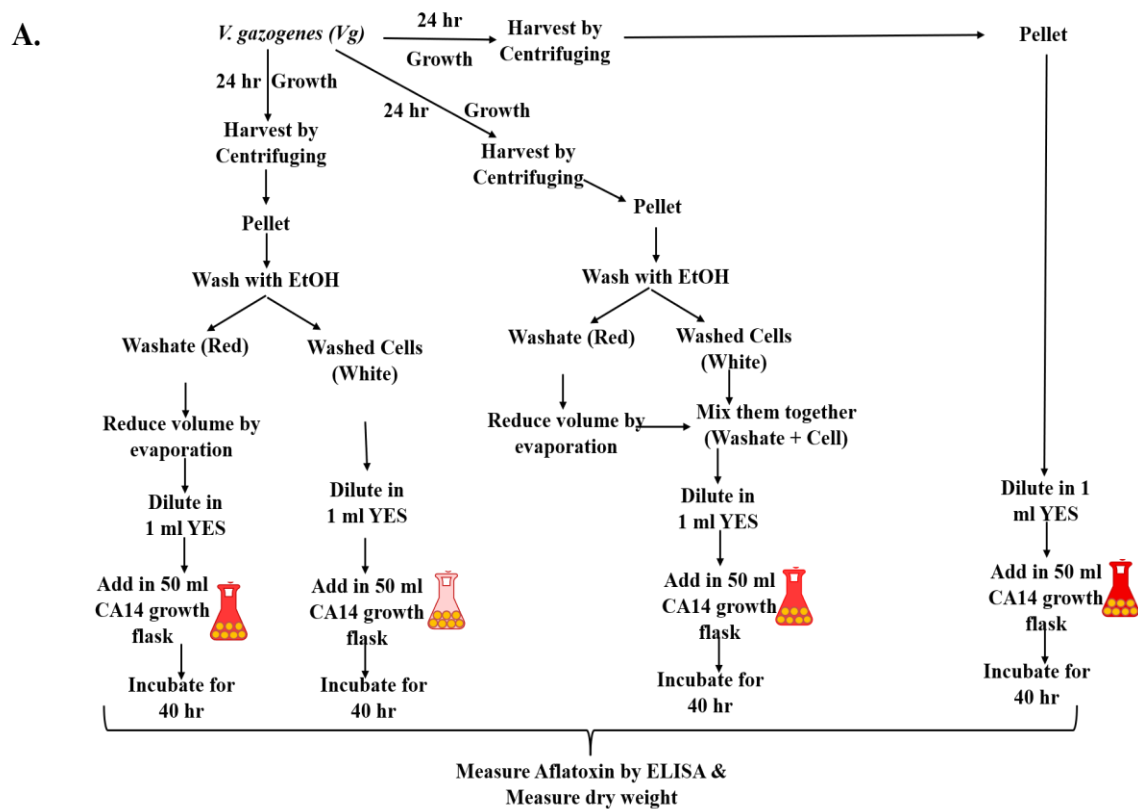 A.
V. gazogenes (Vg)
24 hr
Growth
Harvest by
Centrifuging
Pellet
24 hr Growth
Harvest by
Centrifuging
Pellet
Wash with EtOH
Washate (Red)
Washed Cells
(White)
Reduce volume by
evaporation
Dilute in
1 ml YES
Add in 50 ml
CA14 growth
flask
Incubate for
40 hr
Dilute in
1 ml YES
Add in 50 ml
CA14 growth
flask
Incubate for
40 hr
24 hr Growth
Harvest by
Centrifuging
Pellet
Wash with EtOH
Washate (Red)
Washed Cells
(White)
Reduce volume by
evaporation
Mix them together
(Washate + Cell)
Dilute in
1 ml YES
Add in 50 ml
CA14 growth
flask
Incubate for
40 hr
Dilute in 1
ml YES
Add in 50 ml
CA14 growth
flask
Incubate for
40 hr
Measure Aflatoxin by ELISA &
Measure dry weight